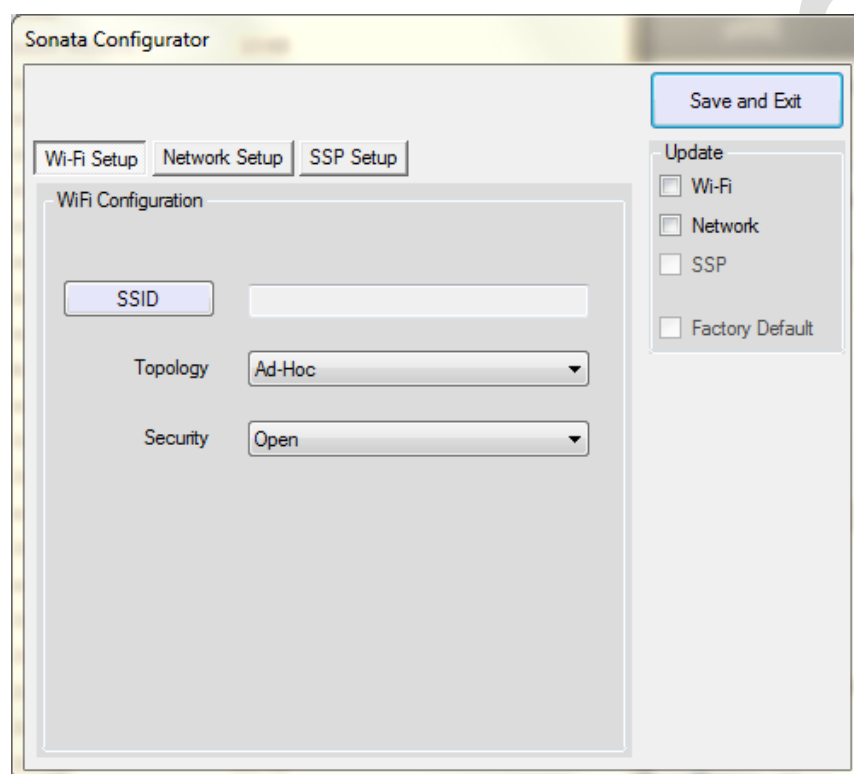 Sonata Configurator
Save and Exit
Wi-Fi Setup Network Setup SSP Setup
Update
WiFi Configuration
Wi-Fi
Network
SSP
Factory Default
SSID
Topology Ad-Hoc
Security Open